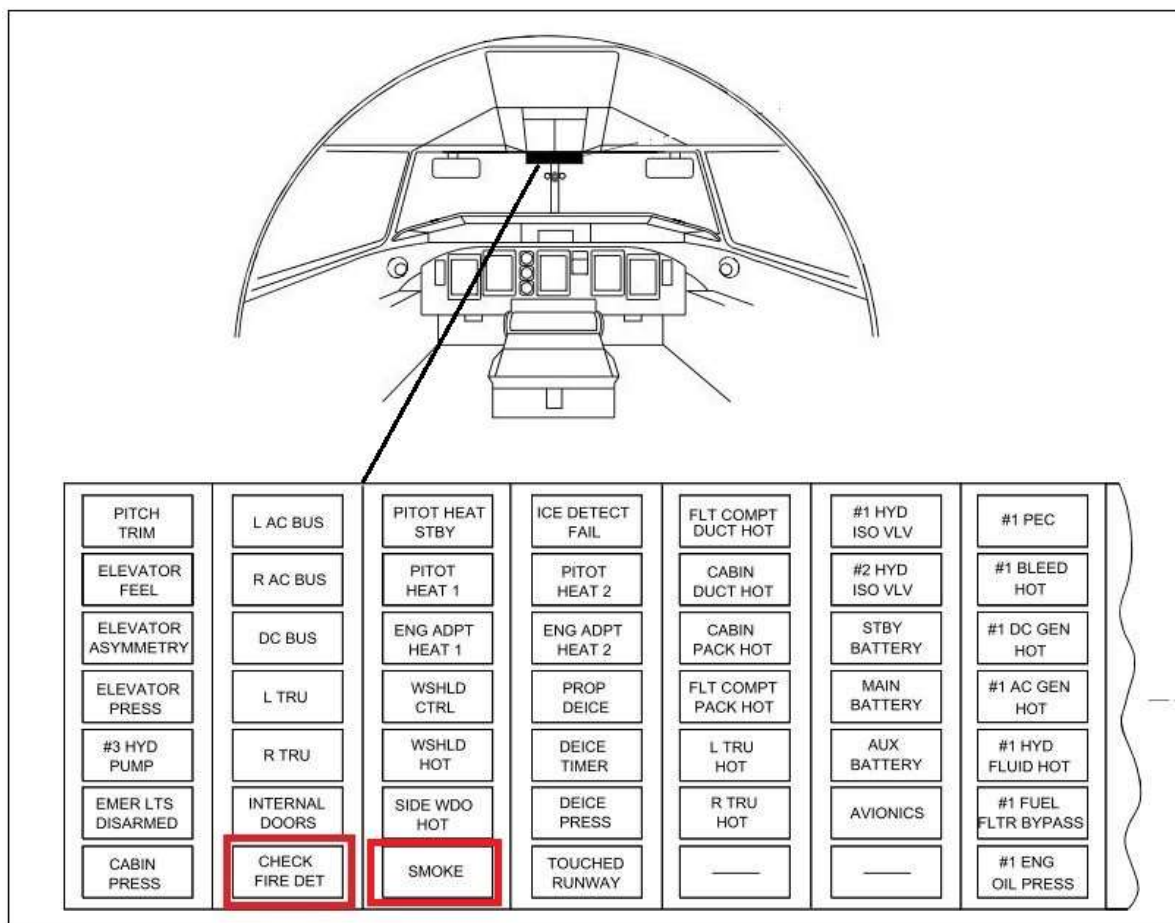 PITCH
TRIM
L AC BUS
PITOT HEAT
STBY
ICE DETECT
FAIL
FLT COMPT
DUCT HOT
#1 HYD
ISO VLV
#1 PEC
ELEVATOR
FEEL
R AC BUS
PITOT
HEAT 1
PITOT
HEAT 2
CABIN
DUCT HOT
#2 HYD
ISO VLV
#1 BLEED
HOT
ELEVATOR
ASYMMETRY
DC BUS
ENG ADPT
HEAT 1
ENG ADPT
HEAT 2
CABIN
PACK HOT
STBY
BATTERY
#1 DC GEN
HOT
ELEVATOR
PRESS
L TRU
WSHLD
CTRL
PROP
DEICE
FLT COMPT
PACK HOT
MAIN
BATTERY
#1 AC GEN
HOT
#3 HYD
PUMP
R TRU
WSHLD
HOT
DEICE
TIMER
L TRU
HOT
AUX
BATTERY
#1 HYD
FLUID HOT
EMER LTS
DISARMED
INTERNAL
DOORS
SIDE WDO
HOT
DEICE
PRESS
R TRU
HOT
AVIONICS
#1 FUEL
FLTR BYPASS
CABIN
PRESS
CHECK
FIRE DET
SMOKE
TOUCHED
RUNWAY
#1 ENG
OIL PRESS